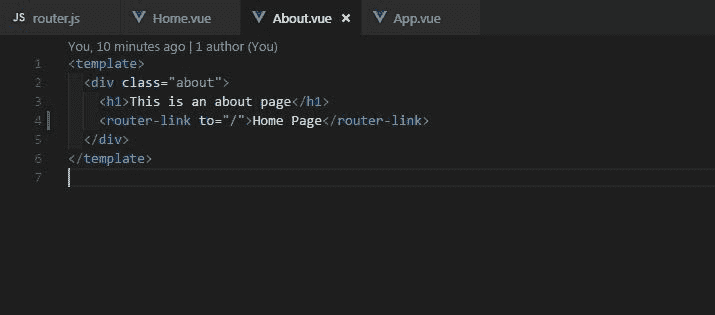 JS router.js Home.vue About.vue × App.vue
You, 10 minutes ago | 1 author (You)
1 <template>
2 <div class="about">
3 <h1>This is an about page</h1>
4 <router-link to="/">Home Page</router-link>
5 </div>
6 </template>
7